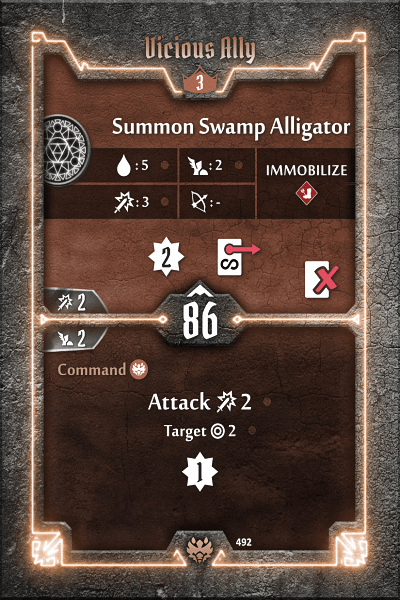 Vicious Ally
3
Summon Swamp Alligator
: 5
: 2
IMMOBILIZE
: 3
: -
2
S
2
86
2
Command
Attack 2
Target 2
1
492